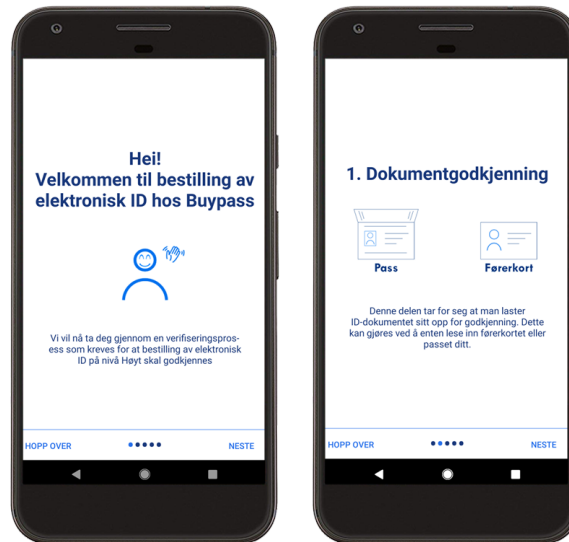 Hei!
Velkommen til bestilling av
elektronisk ID hos Buypass
Vi vil nå ta deg gjennom en verifiseringspros-
ess som kreves for at bestilling av elektronisk
ID på nivå Høyt skal godkjennes
HOPP OVER
NESTE
1. Dokumentgodkjenning
Pass
Førerkort
Denne delen tar for seg at man laster
ID-dokumentet sitt opp for godkjenning. Dette
kan gjøres ved å enten lese inn førerkortet eller
passet ditt.
HOPP OVER
NESTE